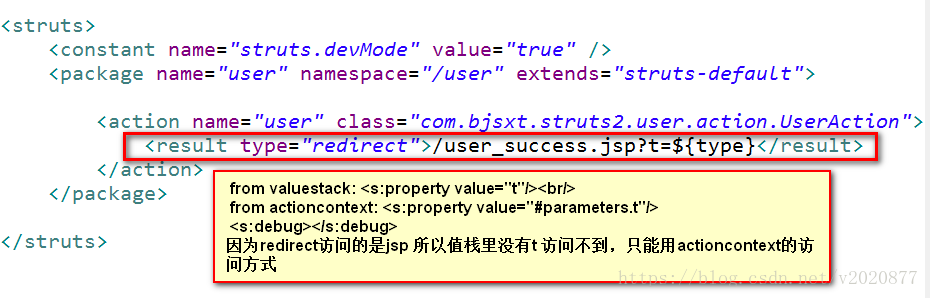 <struts>
<constant name="struts.devMode" value="true" />
<package name="user" namespace="/user" extends="struts-default">
<action name="user" class="com.bjsxt.struts2.user.action.UserAction">
<result type="redirect">/user_success.jsp?t=${type}</result>
</action>
</package>
</struts>
from valuestack: <s:property value="t"/><br/>
from actioncontext: <s:property value="#parameters.t"/>
<s:debug></s:debug>
因为redirect访问的是jsp 所以值栈里没有t 访问不到，只能用actioncontext的访
问方式
https://blog.csdn.net/v2020877